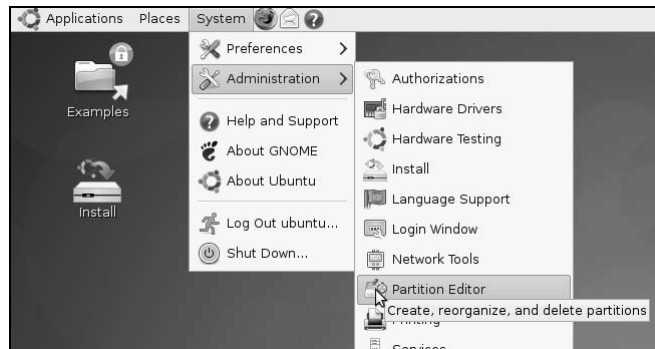 Applications Places System
Preferences
Administration
Help and Support
About GNOME
About Ubuntu
Log Out ubuntu...
Shut Down...
Examples
Install
Authorizations
Hardware Drivers
Hardware Testing
Install
Language Support
Login Window
Network Tools
Partition Editor
Create, reorganize, and delete partitions
Printing
Services